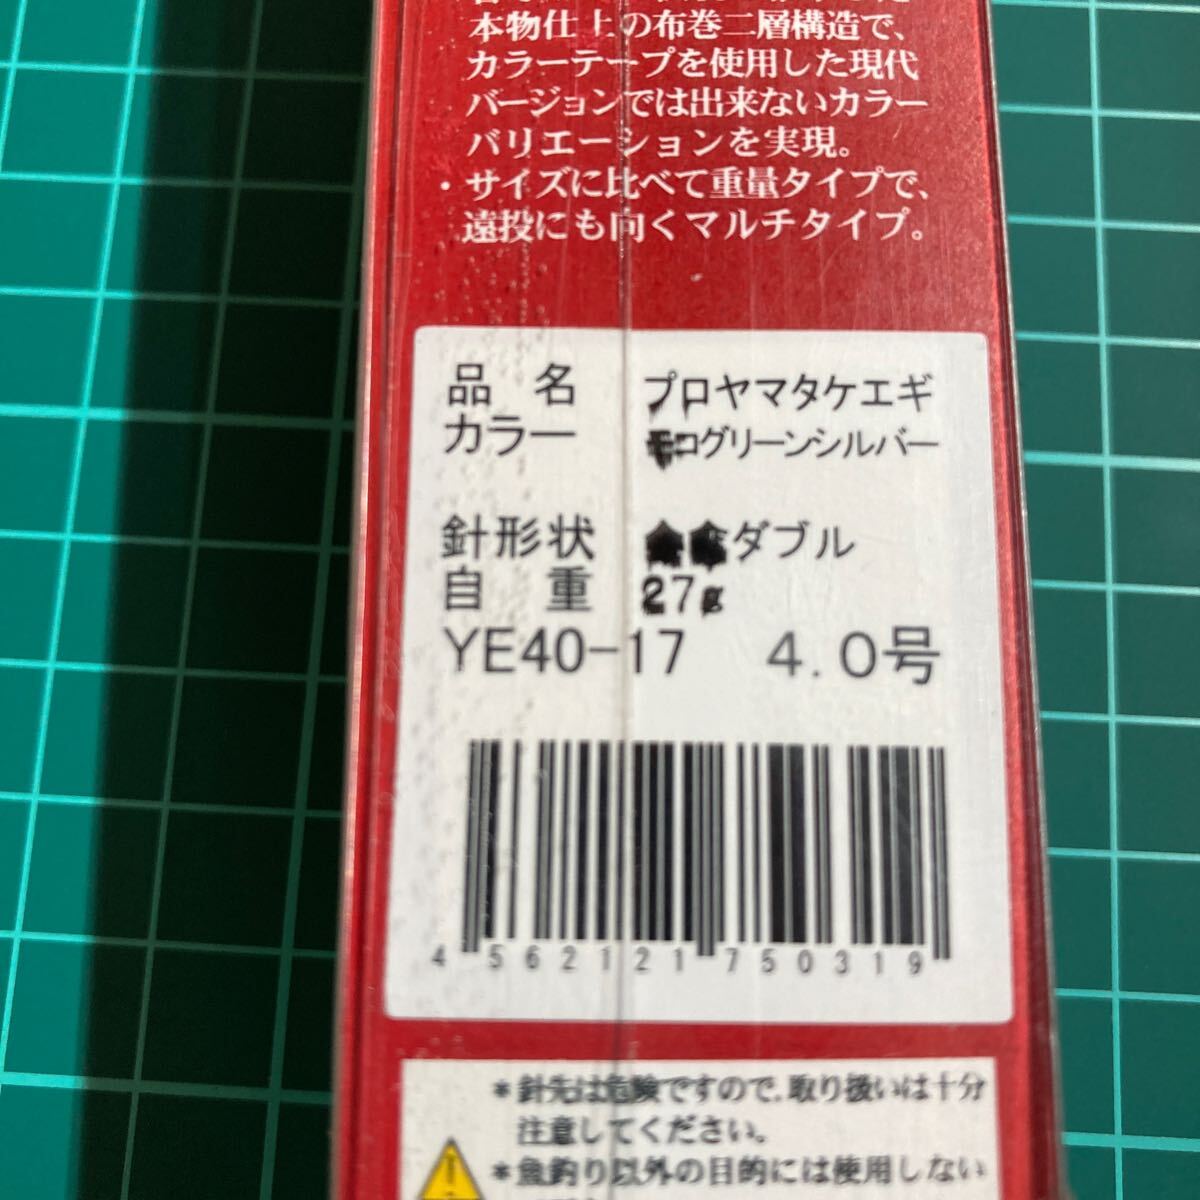 本物仕上の布巻二層構造で、
カラーテープを使用した現代
バージョンでは出来ないカラー
バリエーションを実現。
・サイズに比べて重量タイプで、
遠投にも向くマルチタイプ。
品 名 プロヤマタケエギ
カラー モログリーンシルバー
針形状 傘ダブル
自 重 27g
YE40-17 4.0号
4 562121 750319
*針先は危険ですので、取り扱いは十分
注意してください。
*魚釣り以外の目的には使用しない